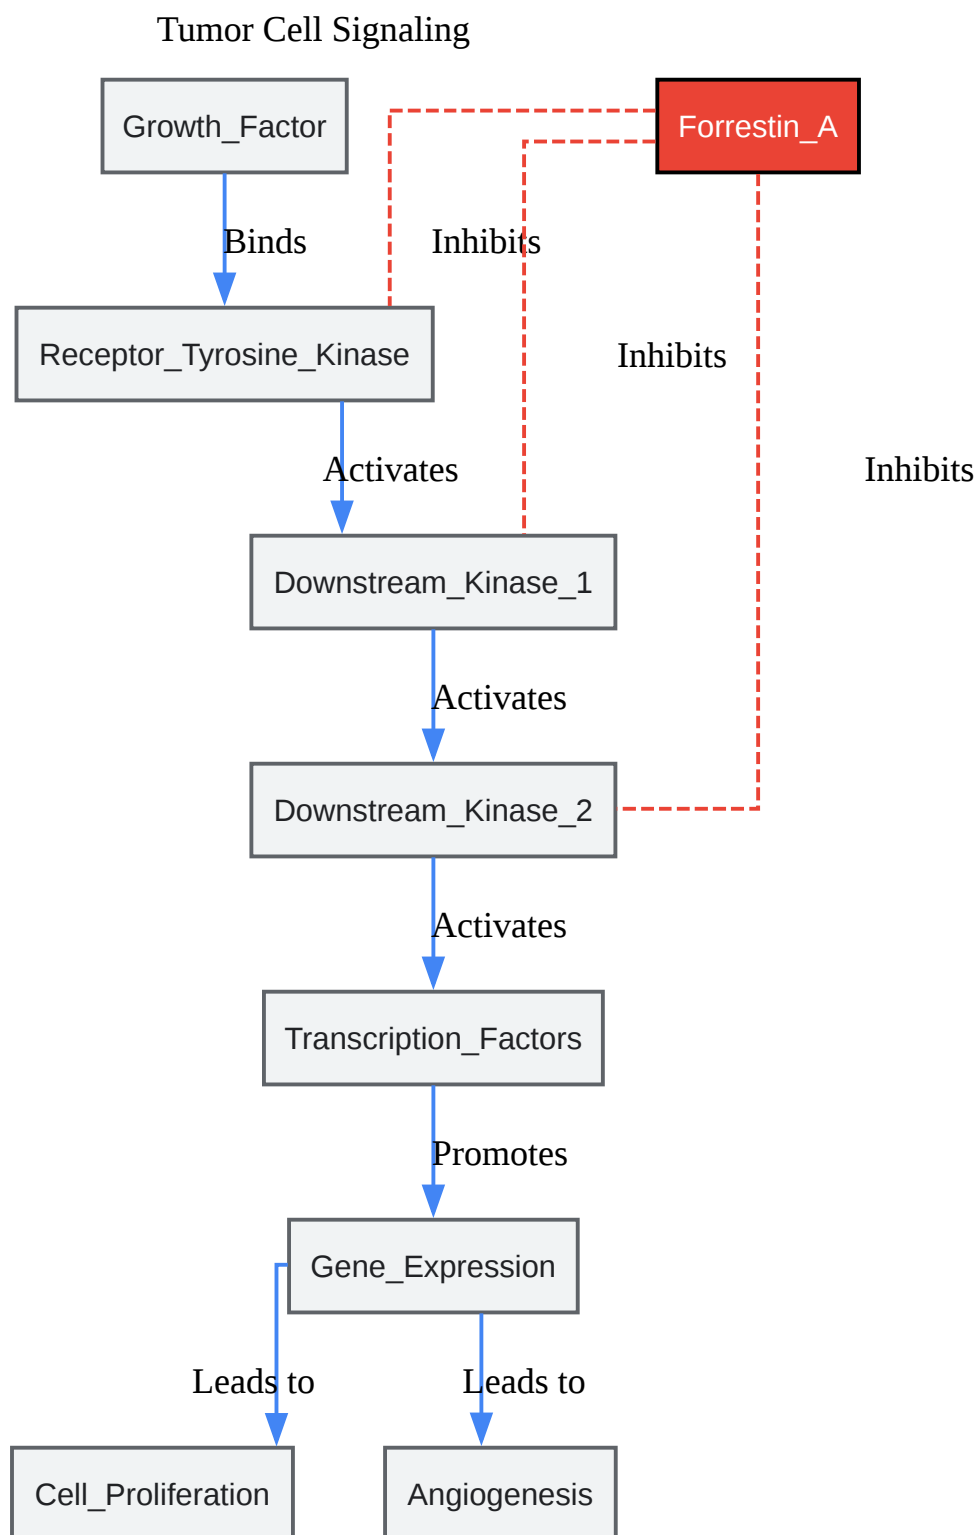 Tumor Cell Signaling
Growth_Factor
Forrestin_A
Binds
Inhibits
Receptor_Tyrosine_Kinase
Inhibits
Activates
Inhibits
Downstream_Kinase_1
Activates
Downstream_Kinase_2
Activates
Transcription_Factors
Promotes
Gene_Expression
Leads to
Leads to
Cell_Proliferation
Angiogenesis